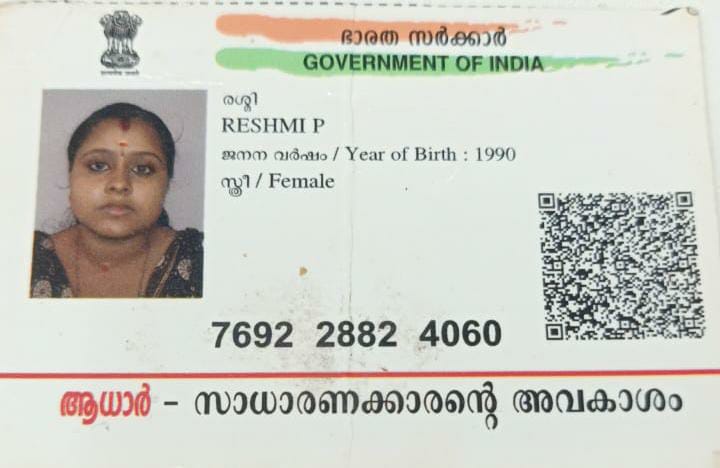 ഭാരത സർക്കാർ
GOVERNMENT OF INDIA
രശ്മി
RESHMI P
ജനന വർഷം / Year of Birth : 1990
സ്ത്രീ / Female
7692 2882 4060
ആധാർ - സാധാരണക്കാരന്റെ അവകാശം